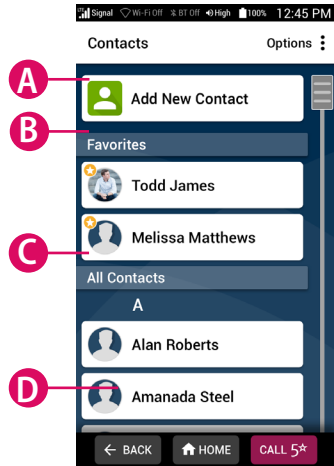 LTE Signal Wi-Fi Off BT Off High 100% 12:45 PM
Contacts Options
A
Add New Contact
B
Favorites
Todd James
Melissa Matthews
C
All Contacts
A
Alan Roberts
D
Amanada Steel
BACK HOME CALL 5☆